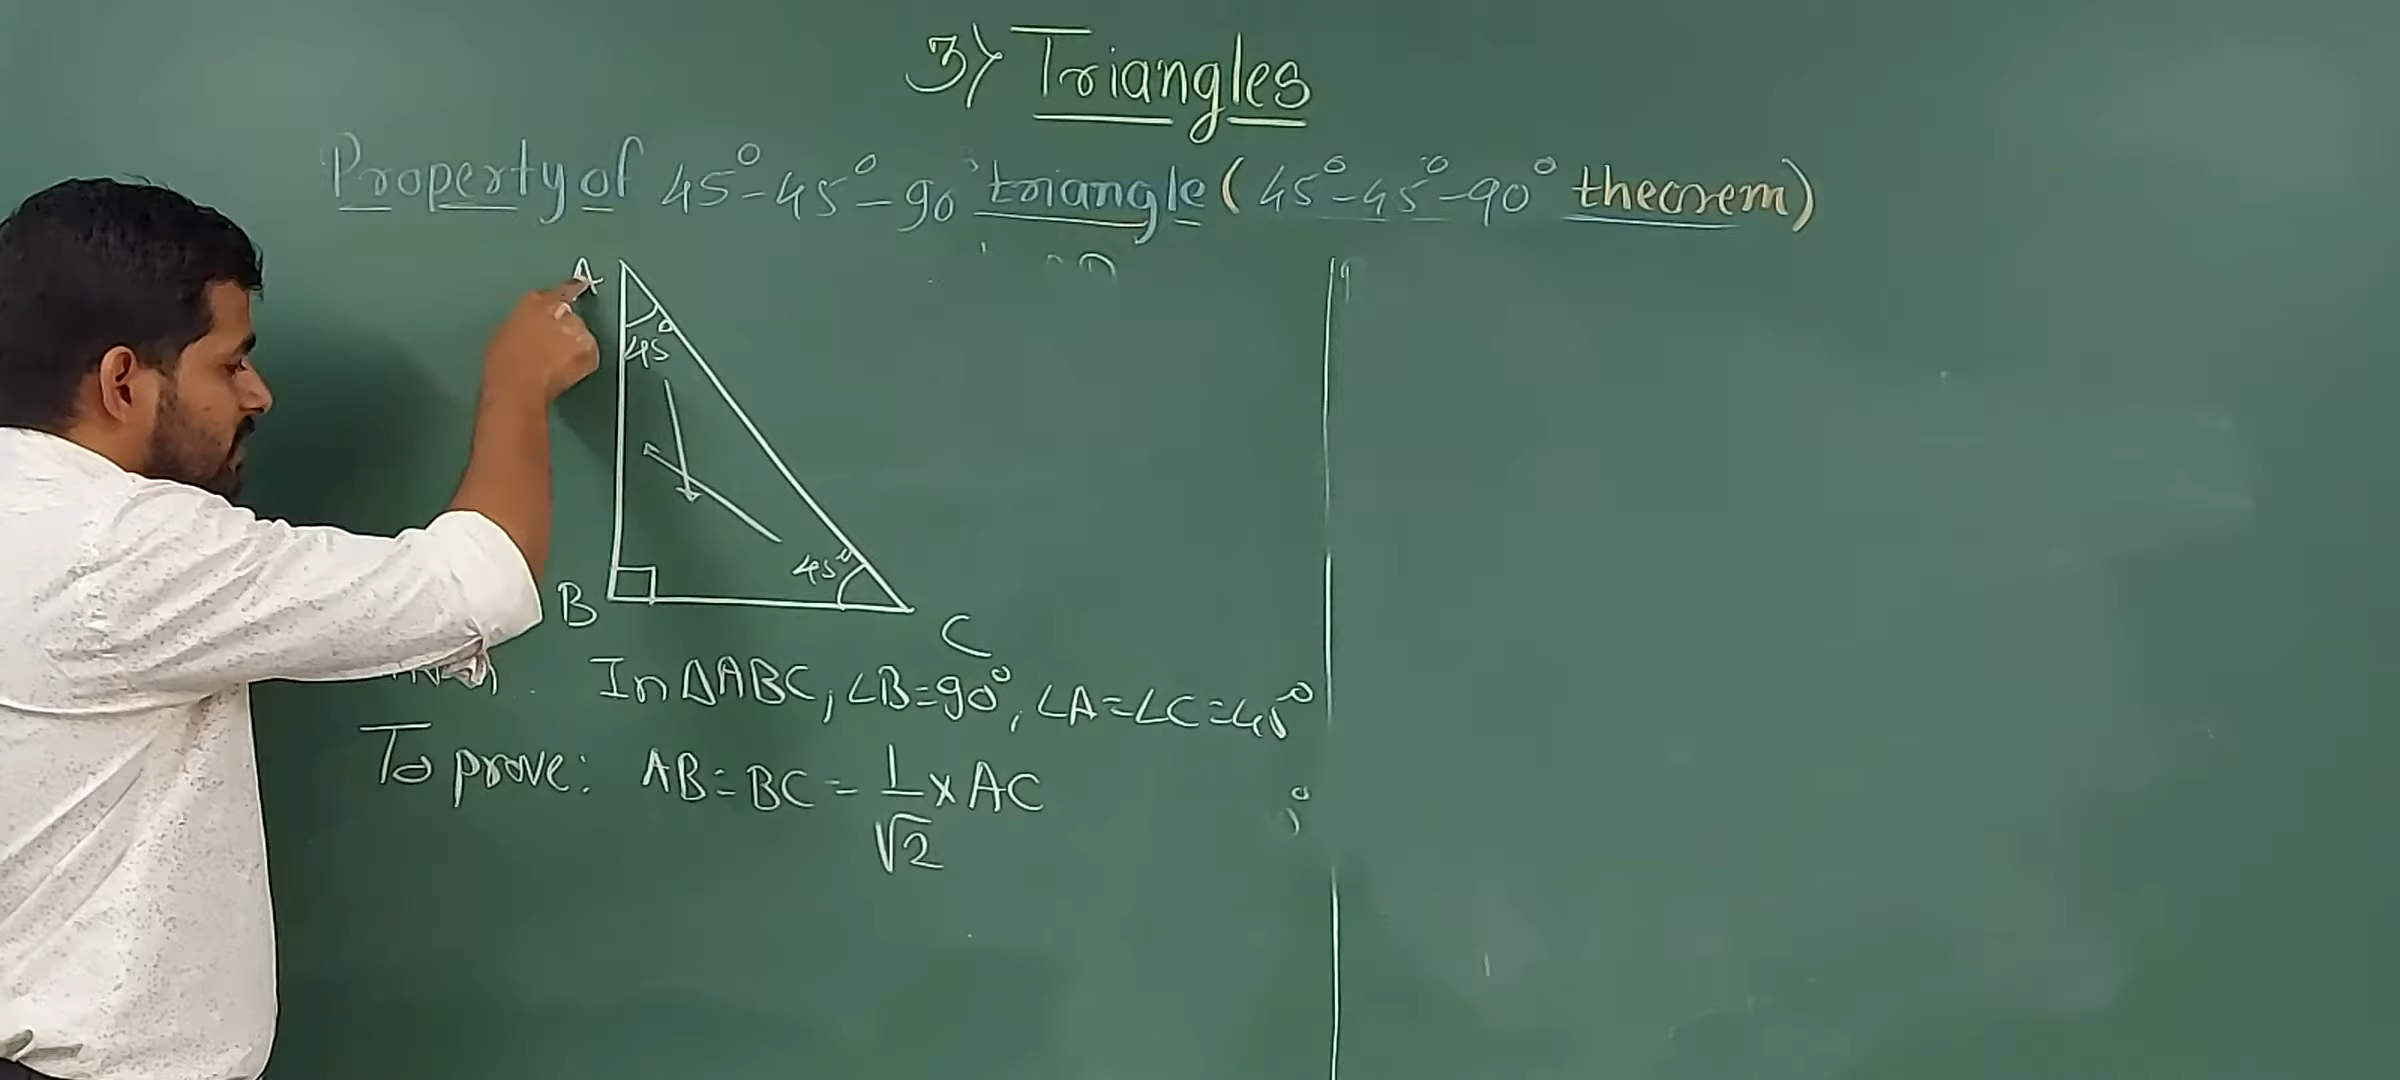 3) Triangles
Property of 45°-45°-90° triangle (45°-45°-90° theorem)
A
45°
45°
B
C
In ΔABC, ∠B=90°, ∠A=∠C=45°
To prove: AB=BC=1/√2×AC